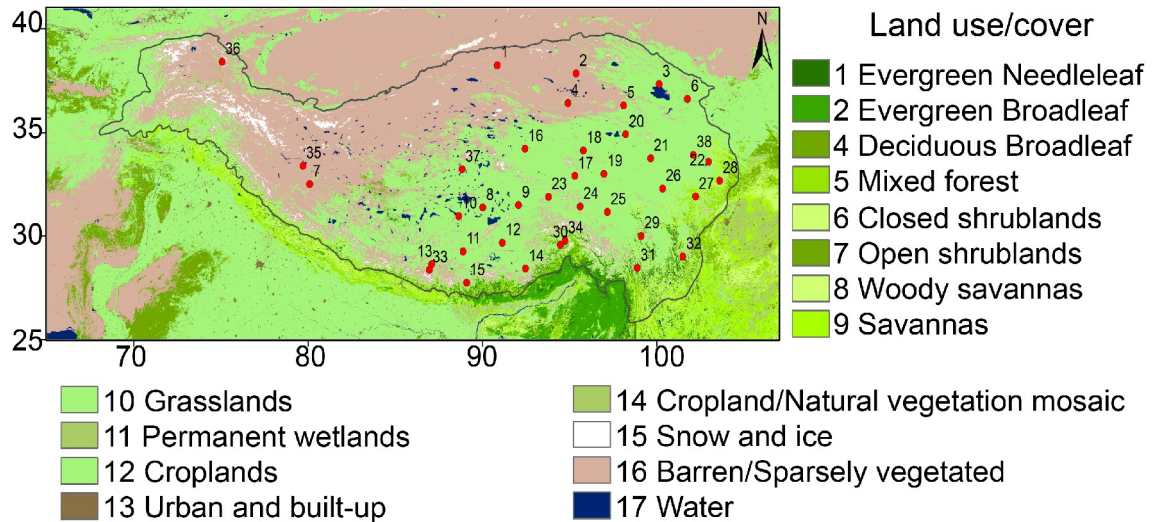 40
35
30
25
70
80
90
100
N
36
1
2
3
4
5
6
20
16
18
21
38
35
7
37
17
19
22
28
23
24
25
26
27
10
8
9
29
13
33
11
12
30
34
14
15
31
32
Land use/cover
1 Evergreen Needleleaf
2 Evergreen Broadleaf
4 Deciduous Broadleaf
5 Mixed forest
6 Closed shrublands
7 Open shrublands
8 Woody savannas
9 Savannas
10 Grasslands
11 Permanent wetlands
12 Croplands
13 Urban and built-up
14 Cropland/Natural vegetation mosaic
15 Snow and ice
16 Barren/Sparsely vegetated
17 Water